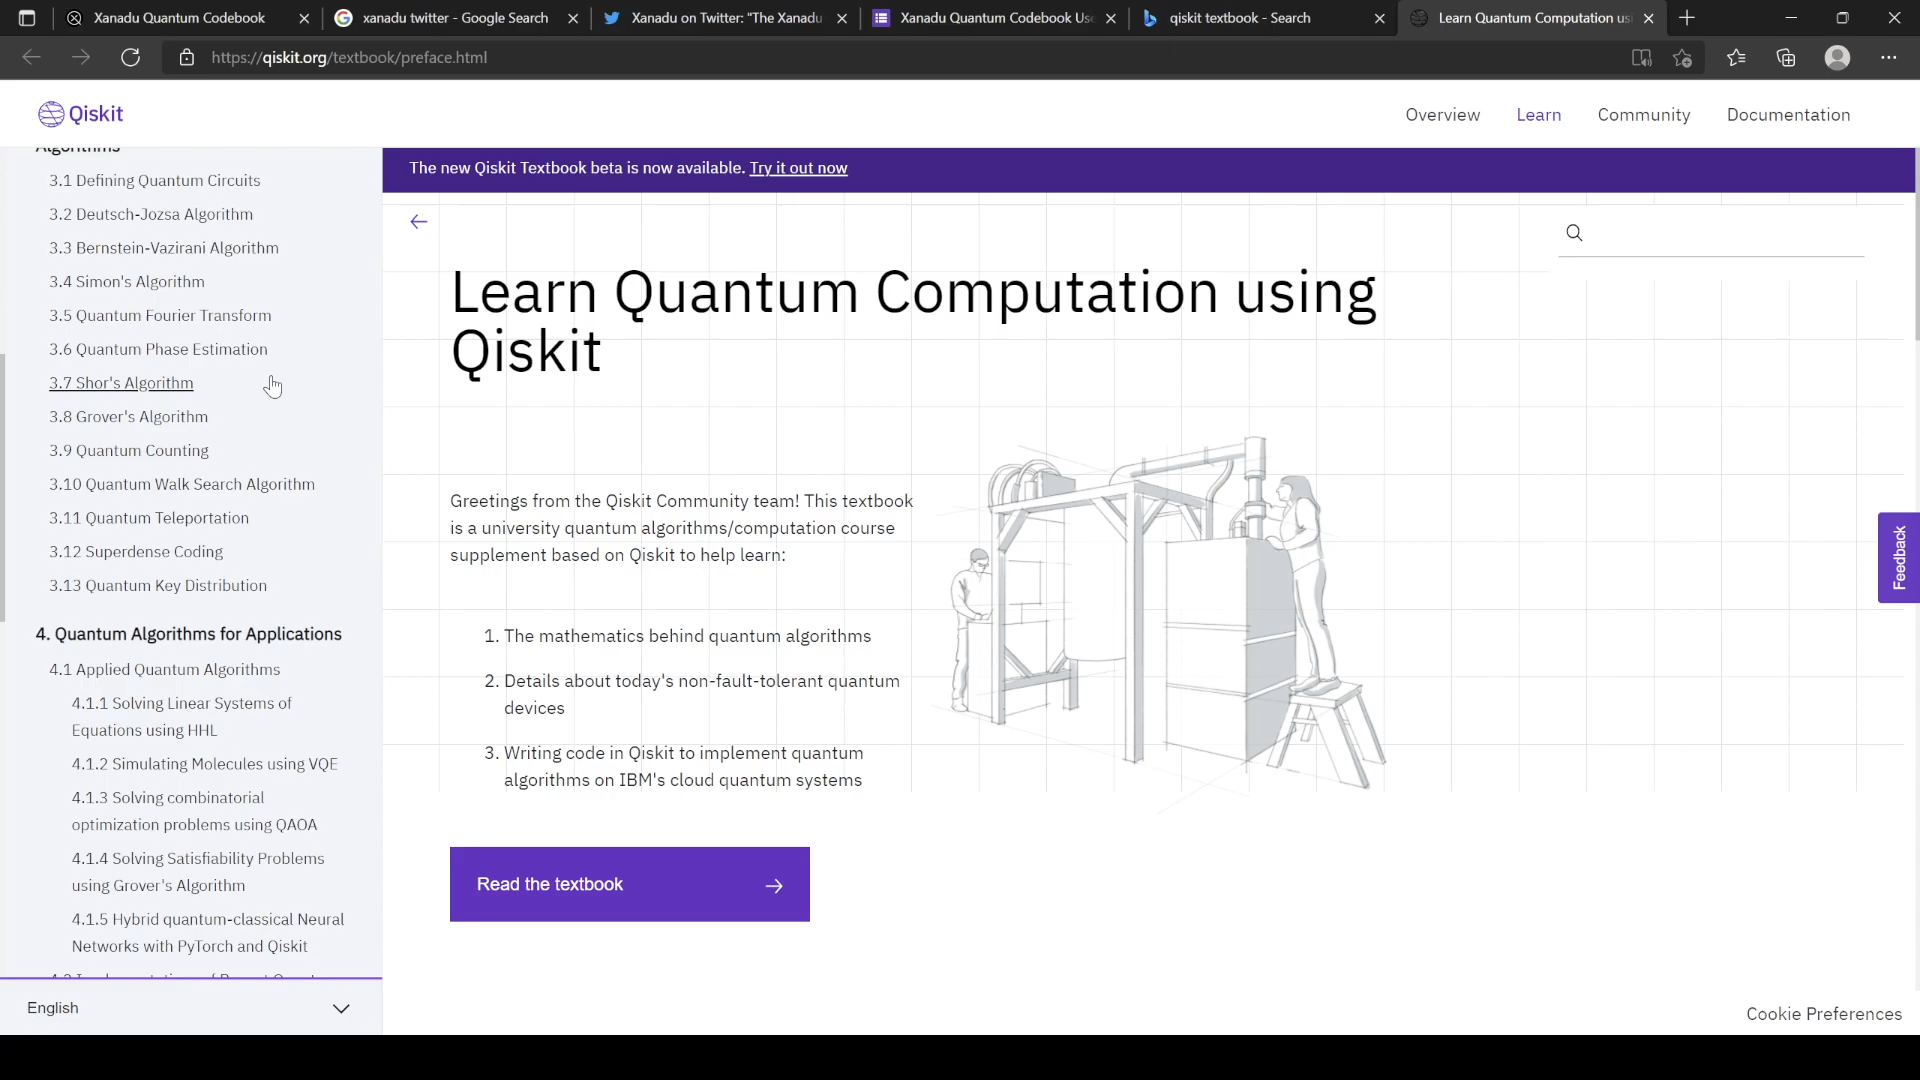 Xanadu Quantum Codebook
xanadu twitter - Google Search
Xanadu on Twitter: "The Xanadu
Xanadu Quantum Codebook Use
qiskit textbook - Search
Learn Quantum Computation usi
https://qiskit.org/textbook/preface.html
Qiskit
Overview
Learn
Community
Documentation
Algorithms
3.1 Defining Quantum Circuits
3.2 Deutsch-Jozsa Algorithm
3.3 Bernstein-Vazirani Algorithm
3.4 Simon's Algorithm
3.5 Quantum Fourier Transform
3.6 Quantum Phase Estimation
3.7 Shor's Algorithm
3.8 Grover's Algorithm
3.9 Quantum Counting
3.10 Quantum Walk Search Algorithm
3.11 Quantum Teleportation
3.12 Superdense Coding
3.13 Quantum Key Distribution
4. Quantum Algorithms for Applications
4.1 Applied Quantum Algorithms
4.1.1 Solving Linear Systems of
Equations using HHL
4.1.2 Simulating Molecules using VQE
4.1.3 Solving combinatorial
optimization problems using QAOA
4.1.4 Solving Satisfiability Problems
using Grover's Algorithm
4.1.5 Hybrid quantum-classical Neural
Networks with PyTorch and Qiskit
English
The new Qiskit Textbook beta is now available. Try it out now
Learn Quantum Computation using
Qiskit
Greetings from the Qiskit Community team! This textbook
is a university quantum algorithms/computation course
supplement based on Qiskit to help learn:
1. The mathematics behind quantum algorithms
2. Details about today's non-fault-tolerant quantum
devices
3. Writing code in Qiskit to implement quantum
algorithms on IBM's cloud quantum systems
Read the textbook
Feedback
Cookie Preferences